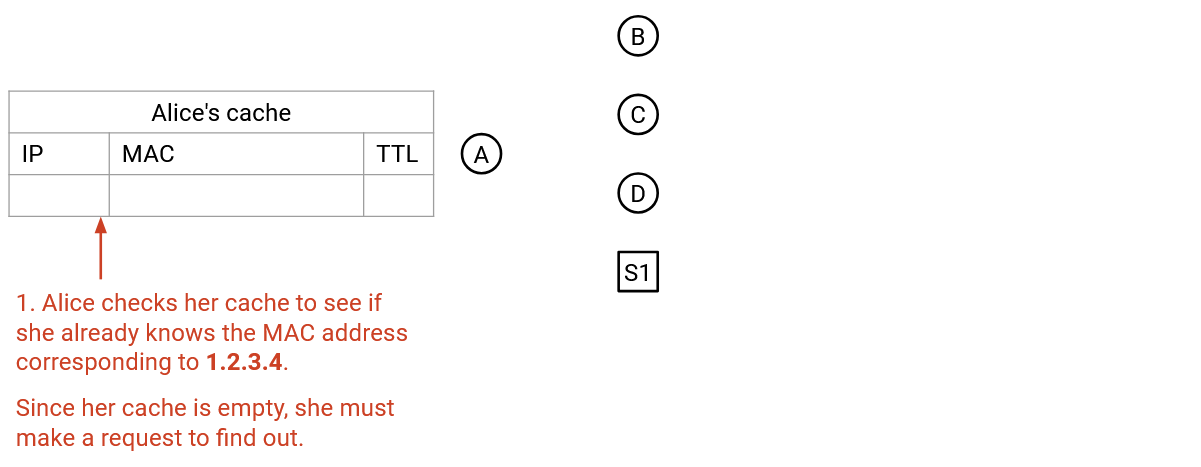 B
Alice's cache
C
IP MAC TTL
A
D
S1
1. Alice checks her cache to see if
she already knows the MAC address
corresponding to 1.2.3.4.
Since her cache is empty, she must
make a request to find out.